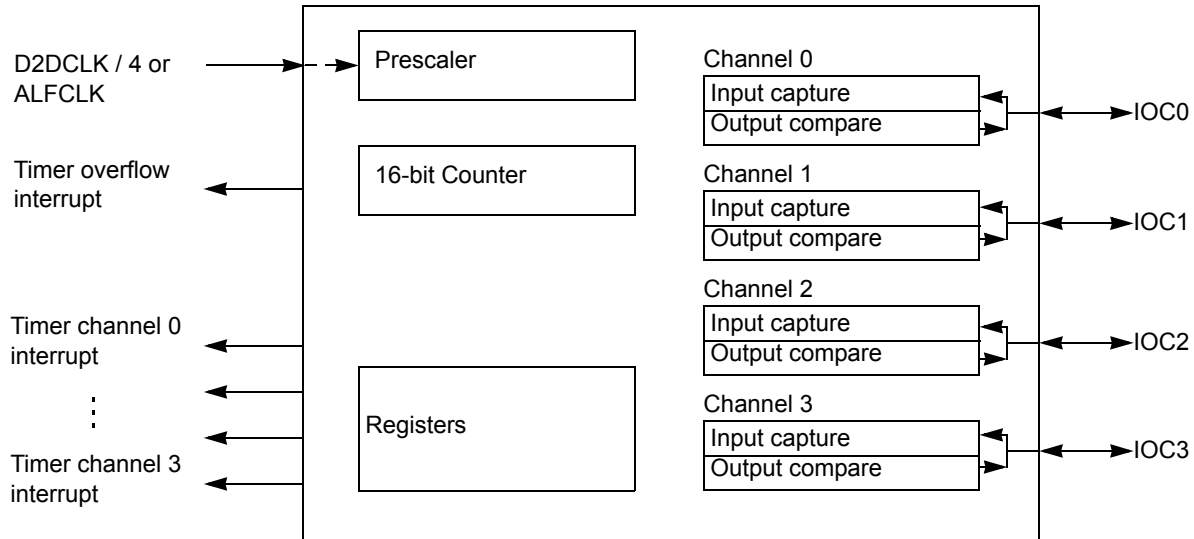 D2DCLK / 4 or
ALFCLK
Timer overflow
interrupt
Timer channel 0
interrupt
Timer channel 3
interrupt
Prescaler
16-bit Counter
Registers
Channel 0
Input capture
Output compare
IOC0
Channel 1
Input capture
Output compare
IOC1
Channel 2
Input capture
Output compare
IOC2
Channel 3
Input capture
Output compare
IOC3